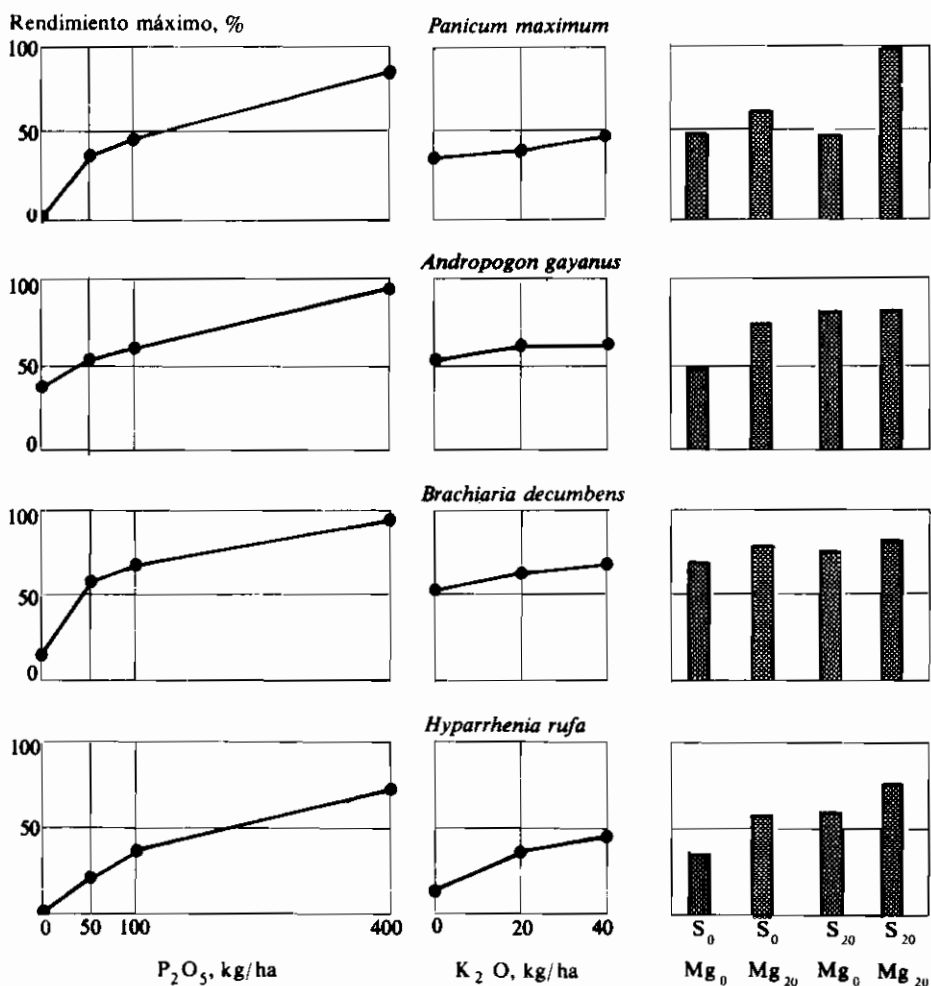 Rendimiento máximo, %
Panicum maximum
100
50
0
Andropogon gayanus
100
50
0
Brachiaria decumbens
100
50
0
Hyparrhenia rufa
100
50
0 50 100 400
0 20 40
S₀ S₀ S₂₀ S₂₀
P₂O₅, kg/ha
K₂ O, kg/ha
Mg₀ Mg₂₀ Mg₀ Mg₂₀